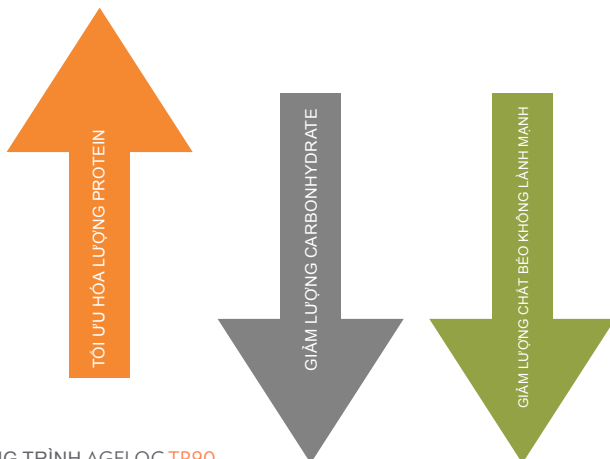 TỐI ƯU HÓA LƯỢNG PROTEIN
GIẢM LƯỢNG CARBONHYDRATE
GIẢM LƯỢNG CHẤT BÉO KHÔNG LÀNH MẠNH
TRÌNH AGELOC TR90